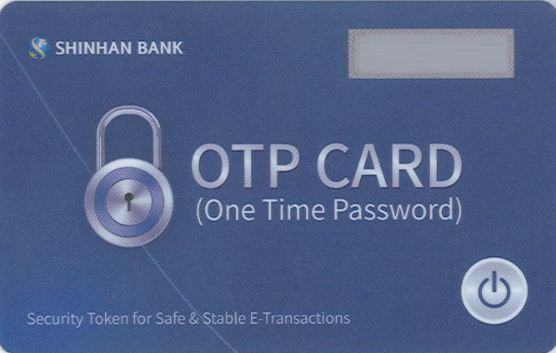 SHINHAN BANK
OTP CARD
(One Time Password)
Security Token for Safe & Stable E-Transactions